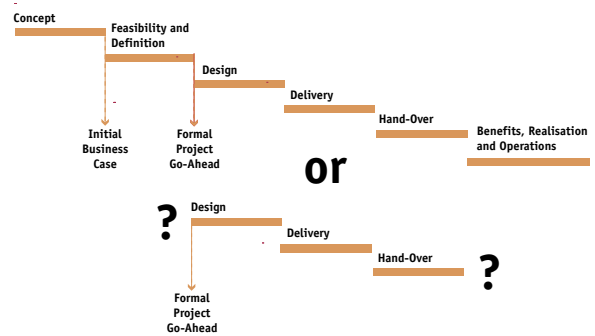 Concept
Feasibility and
Definition
Design
Delivery
Hand-Over
Benefits, Realisation
and Operations
Initial
Business
Case
Formal
Project
Go-Ahead
or
?
Design
Delivery
Hand-Over
?
Formal
Project
Go-Ahead